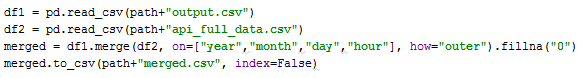 df1 = pd.read_csv(path+"output.csv")
df2 = pd.read_csv(path+"api_full_data.csv")
merged = df1.merge(df2, on=["year","month","day","hour"], how="outer").fillna("0")
merged.to_csv(path+"merged.csv", index=False)